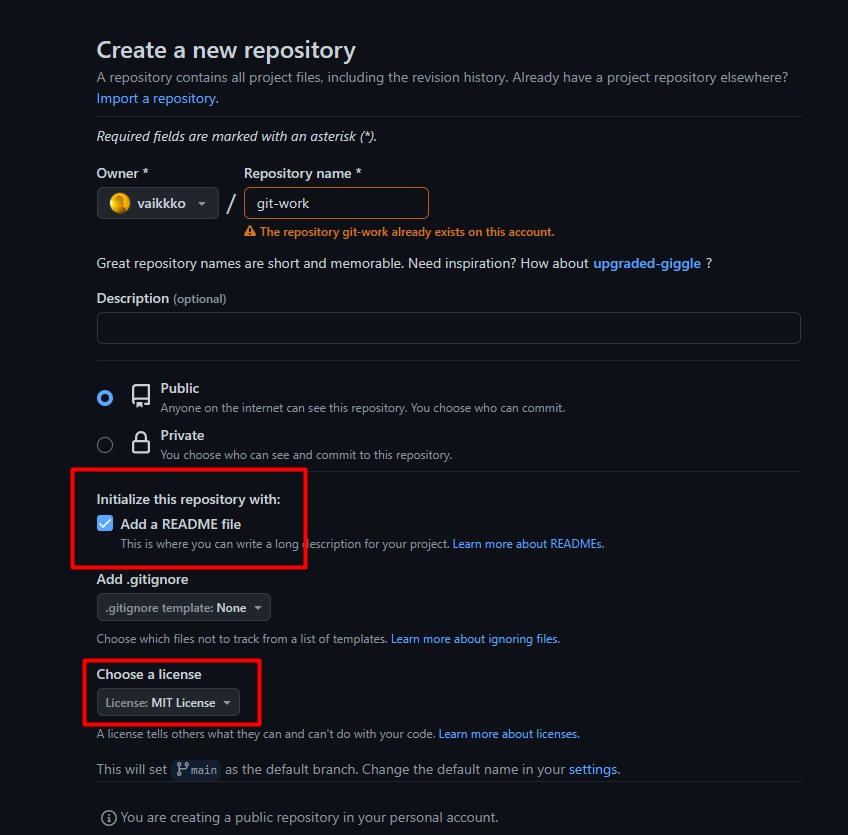 Create a new repository
A repository contains all project files, including the revision history. Already have a project repository elsewhere?
Import a repository.
Required fields are marked with an asterisk (*).
Owner * Repository name *
vaikkko / git-work
The repository git-work already exists on this account.
Great repository names are short and memorable. Need inspiration? How about upgraded-giggle ?
Description (optional)
Public
Anyone on the internet can see this repository. You choose who can commit.
Private
You choose who can see and commit to this repository.
Initialize this repository with:
Add a README file
This is where you can write a long description for your project. Learn more about READMEs.
Add .gitignore
.gitignore template: None
Choose which files not to track from a list of templates. Learn more about ignoring files.
Choose a license
License: MIT License
A license tells others what they can and can't do with your code. Learn more about licenses.
This will set main as the default branch. Change the default name in your settings.
You are creating a public repository in your personal account.